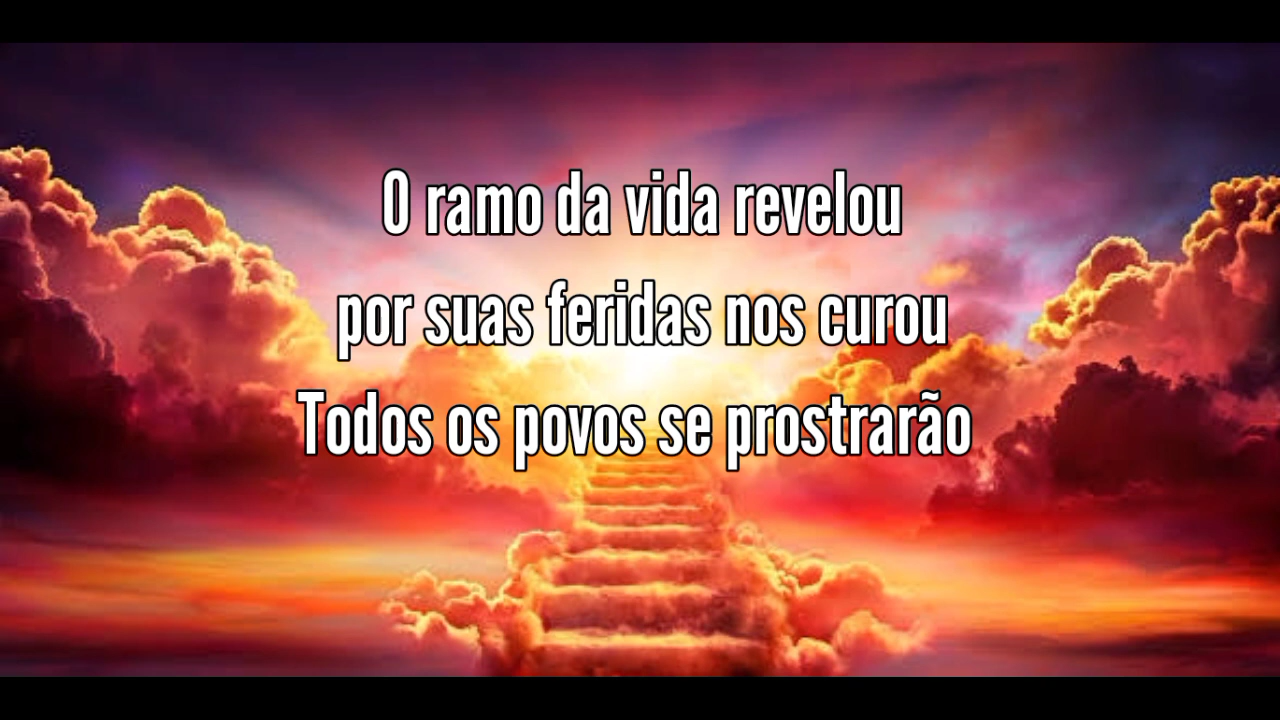 O ramo da vida revelou
por suas feridas nos curou
Todos os povos se prostrarão